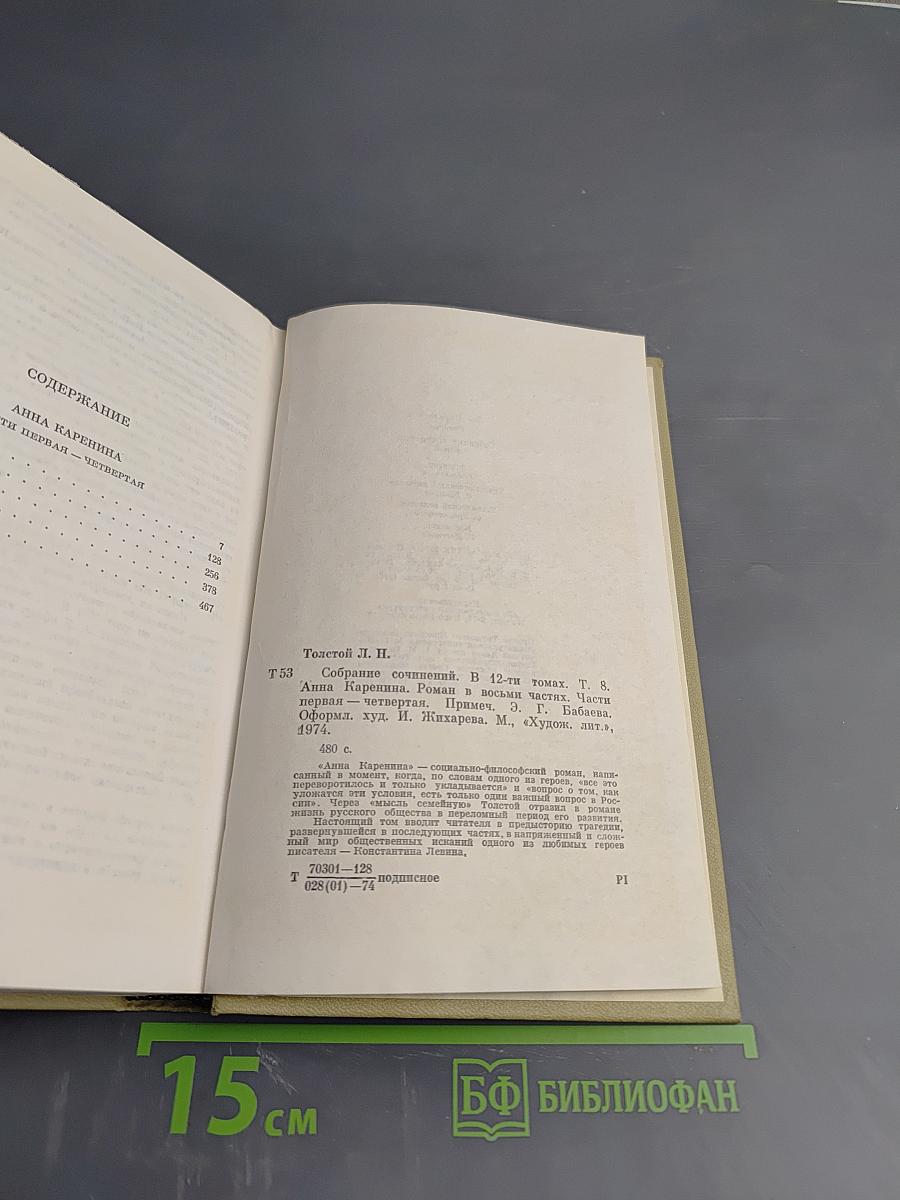 СОДЕРЖАНИЕ
АННА КАРЕНИНА
ПЕРВАЯ — ЧЕТВЕРТАЯ
7
128
256
378
467
Толстой Л. Н.
Т 53 Собрание сочинений. В 12-ти томах. Т. 8.
Анна Каренина. Роман в восьми частях. Части
первая — четвертая. Примеч. Э. Г. Бабаева.
Оформл. худ. И. Жихарева. М., «Худож. лит.»,
1974.
480 с.
«Анна Каренина» — социально-философский роман, напи-
санный в момент, когда, по словам одного из героев, «все это
переворотилось и только укладывается» и «вопрос о том, как
уложатся эти условия, есть только один важный вопрос в Рос-
сии». Через «мысль семейную» Толстой отразил в романе
жизнь русского общества в переломный период его развития.
Настоящий том вводит читателя в предысторию трагедии,
развернувшейся в последующих частях, в напряженный и слож-
ный мир общественных исканий одного из любимых героев
писателя — Константина Левина.
Т 70301—128
028(01)—74 подписное РI
15 см
БФ БИБЛИОФАН